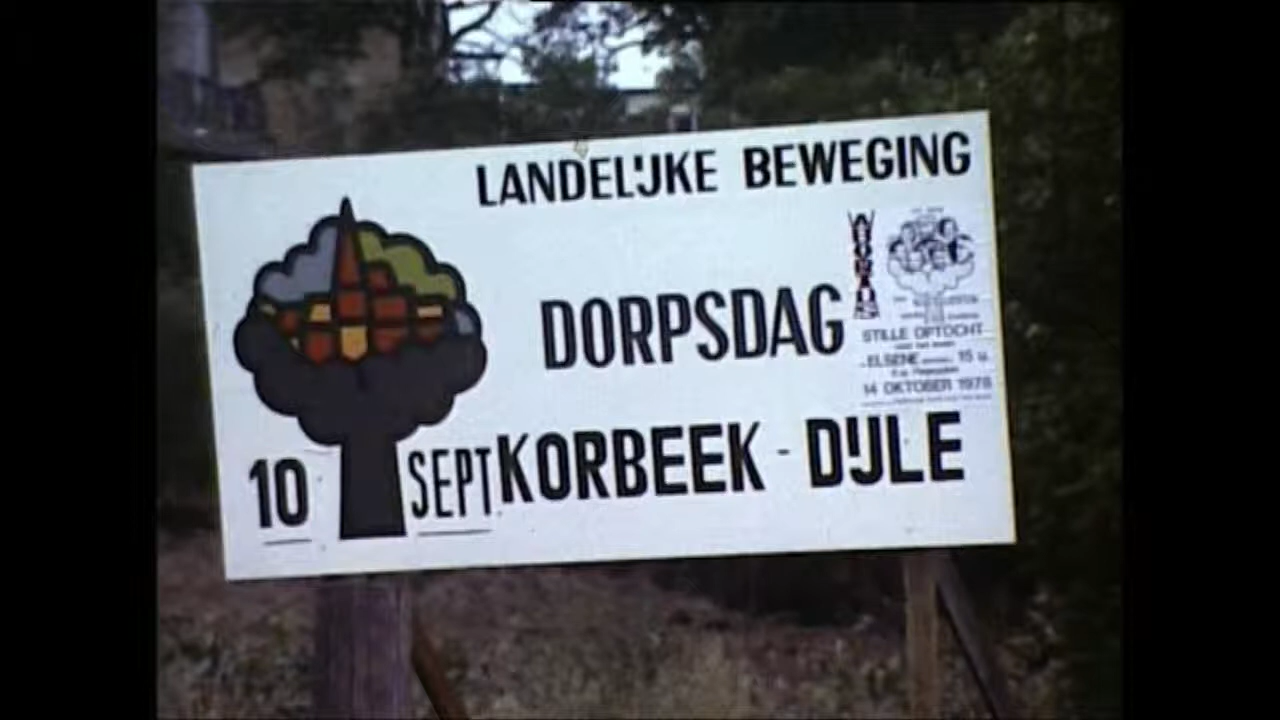 LANDELIJKE BEWEGING
DORPSDAG
10 SEPT KORBEEK - DIJLE
STILLE OPTOCHT
ELSENE 15 u.
14 OKTOBER 1978